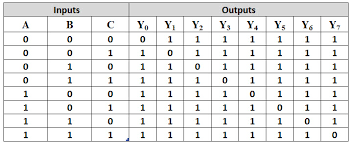 Inputs Outputs
A B C Y0 Y1 Y2 Y3 Y4 Y5 Y6 Y7
0 0 0 0 1 1 1 1 1 1 1
0 0 1 1 0 1 1 1 1 1 1
0 1 0 1 1 0 1 1 1 1 1
0 1 1 1 1 1 0 1 1 1 1
1 0 0 1 1 1 1 0 1 1 1
1 0 1 1 1 1 1 1 0 1 1
1 1 0 1 1 1 1 1 1 0 1
1 1 1 1 1 1 1 1 1 1 0